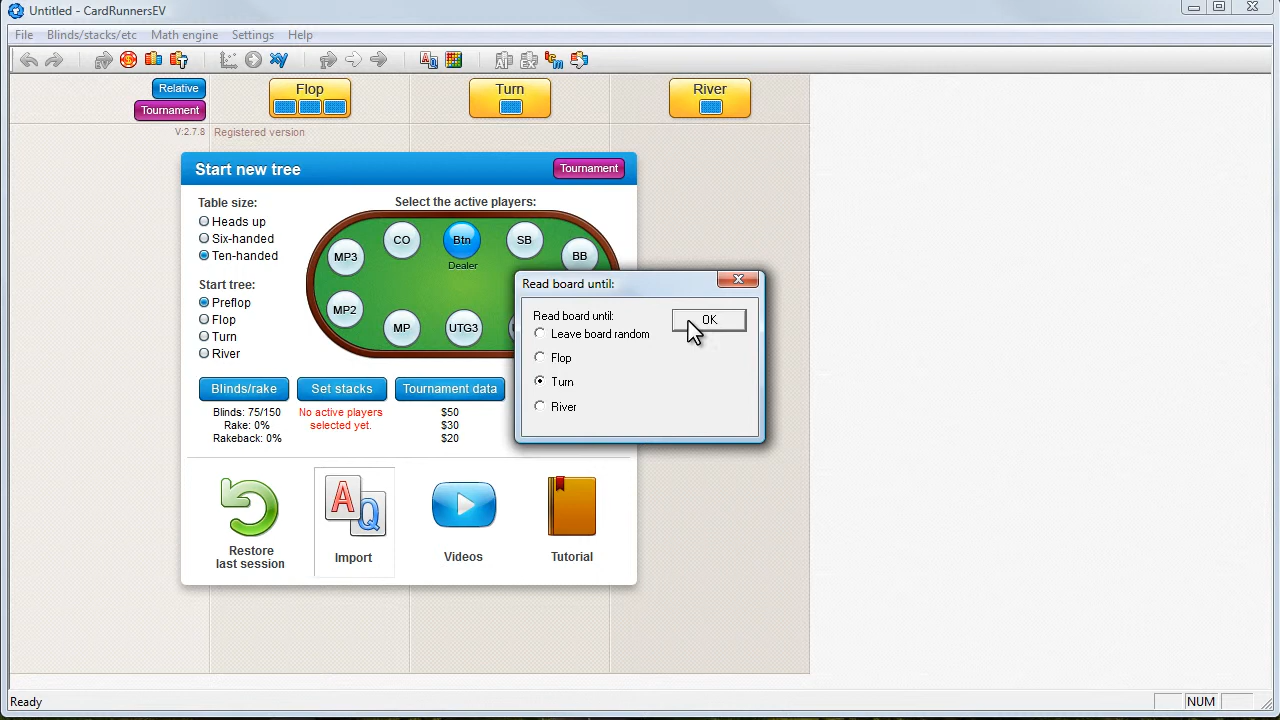 Untitled - CardRunnersEV
File Blinds/stacks/etc Math engine Settings Help
Relative
Tournament
Flop
Turn
River
V:2.7.8 Registered version
Start new tree
Tournament
Table size:
Heads up
Six-handed
Ten-handed
Start tree:
Preflop
Flop
Turn
River
Select the active players:
MP3
CO
Btn
SB
BB
Dealer
MP2
MP
UTG3
Blinds/rake
Set stacks
Tournament data
Blinds: 75/150
Rake: 0%
Rakeback: 0%
No active players
selected yet.
$50
$30
$20
Read board until:
Read board until:
Leave board random
Flop
Turn
River
OK
A
Q
Restore
last session
Import
Videos
Tutorial
Ready
NUM